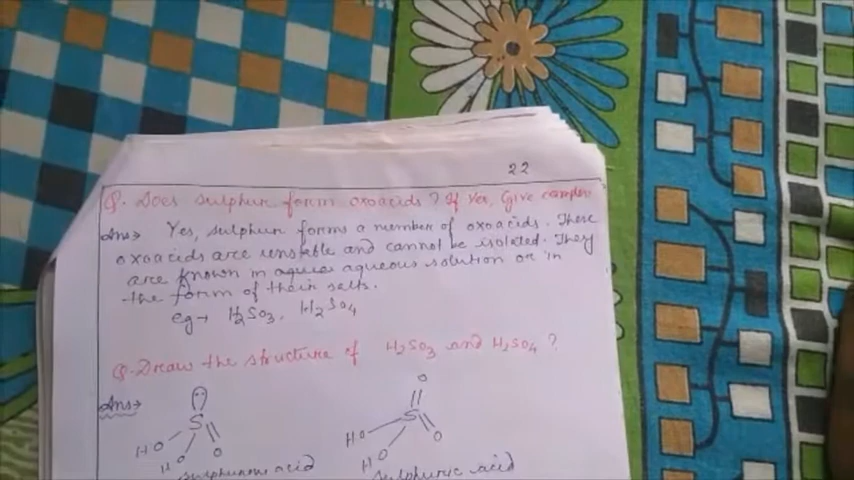 22
Q. Does sulphur form oxoacids? If Yes, Give examples
Ans→ Yes, sulphur forms a number of oxoacids. These
oxoacids are unstable and cannot be isolated. They
are known in aqueous solution or in
the form of their salts.
eg→ H2SO3, H2SO4
Q. Draw the structure of H2SO3 and H2SO4?
Ans→
S
HO
HO
O
sulphurous acid
O
S
HO
HO
O
sulphuric acid